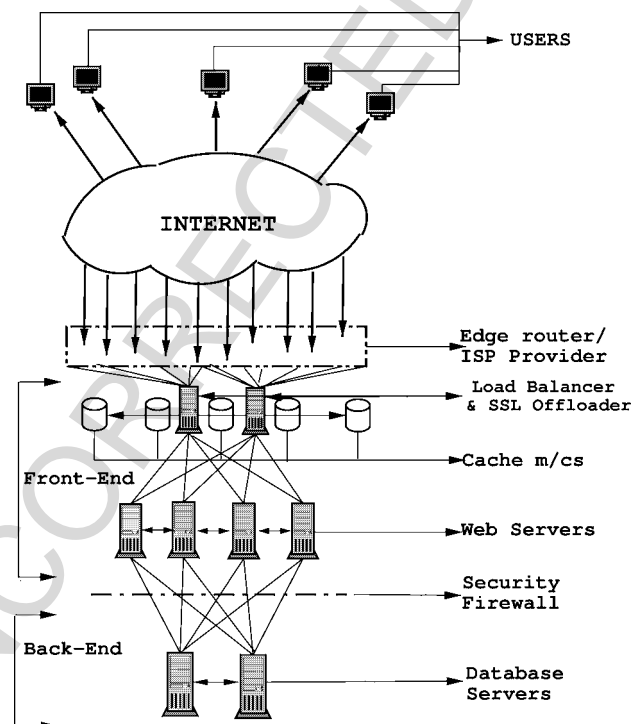 USERS
INTERNET
Edge router/
ISP Provider
Load Balancer
& SSL Offloader
Cache m/cs
Front-End
Web Servers
Security
Firewall
Back-End
Database
Servers
CORRECTED